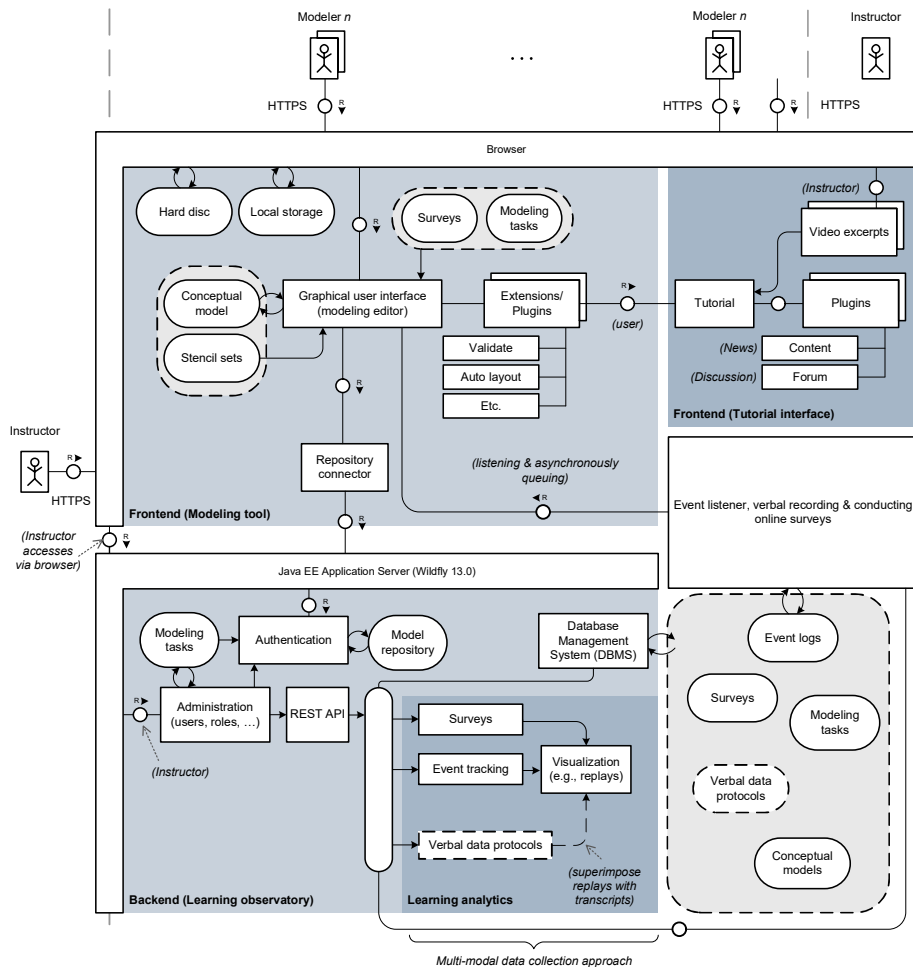 Modeler n
Modeler n
Instructor
...
HTTPS
R
HTTPS
R
R
HTTPS
Browser
Hard disc
Local storage
R
Surveys
Modeling
tasks
(Instructor)
Video excerpts
Conceptual
model
Stencil sets
Graphical user interface
(modeling editor)
Extensions/
Plugins
R
(user)
Tutorial
Plugins
Validate
Auto layout
Etc.
(News)
Content
(Discussion)
Forum
Frontend (Tutorial interface)
R
Instructor
R
HTTPS
Repository
connector
(listening & asynchronously
queuing)
R
Event listener, verbal recording & conducting
online surveys
Frontend (Modeling tool)
R
(Instructor
accesses
via browser)
R
Java EE Application Server (Wildfly 13.0)
R
Modeling
tasks
Authentication
Model
repository
Database
Management
System (DBMS)
Event logs
Surveys
Modeling
tasks
Verbal data
protocols
Conceptual
models
R
Administration
(users, roles, …)
REST API
(Instructor)
Surveys
Event tracking
Visualization
(e.g., replays)
Verbal data protocols
(superimpose
replays with
transcripts)
Backend (Learning observatory)
Learning analytics
Multi-modal data collection approach